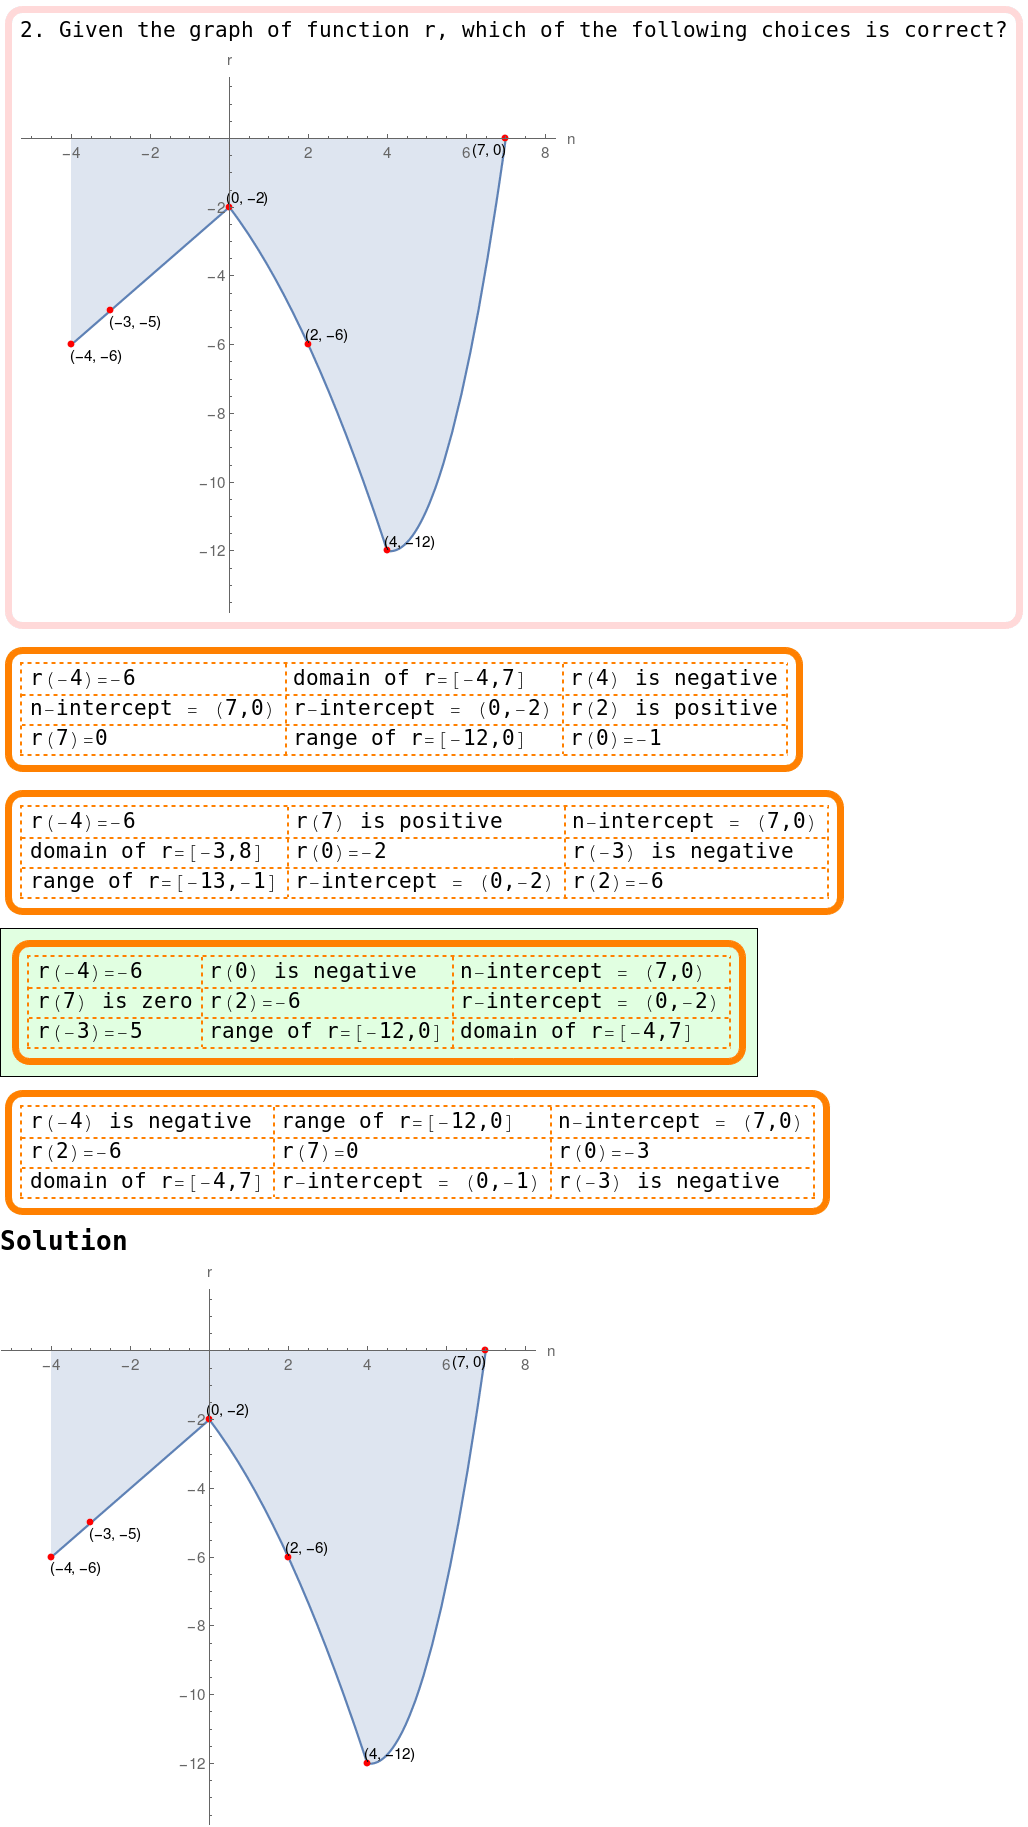 2. Given the graph of function r, which of the following choices is correct?
r
n
−4 −2 2 4 6 8
(7, 0)
(0, −2)
−2
−4
(−3, −5)
(2, −6)
−6
(−4, −6)
−8
−10
(4, −12)
−12
r(−4)=−6 domain of r=[−4,7] r(4) is negative
n-intercept = (7,0) r-intercept = (0,−2) r(2) is positive
r(7)=0 range of r=[−12,0] r(0)=−1
r(−4)=−6 r(7) is positive n-intercept = (7,0)
domain of r=[−3,8] r(0)=−2 r(−3) is negative
range of r=[−13,−1] r-intercept = (0,−2) r(2)=−6
r(−4)=−6 r(0) is negative n-intercept = (7,0)
r(7) is zero r(2)=−6 r-intercept = (0,−2)
r(−3)=−5 range of r=[−12,0] domain of r=[−4,7]
r(−4) is negative range of r=[−12,0] n-intercept = (7,0)
r(2)=−6 r(7)=0 r(0)=−3
domain of r=[−4,7] r-intercept = (0,−1) r(−3) is negative
Solution
r
n
−4 −2 2 4 6 8
(7, 0)
(0, −2)
−2
−4
(−3, −5)
(2, −6)
−6
(−4, −6)
−8
−10
(4, −12)
−12